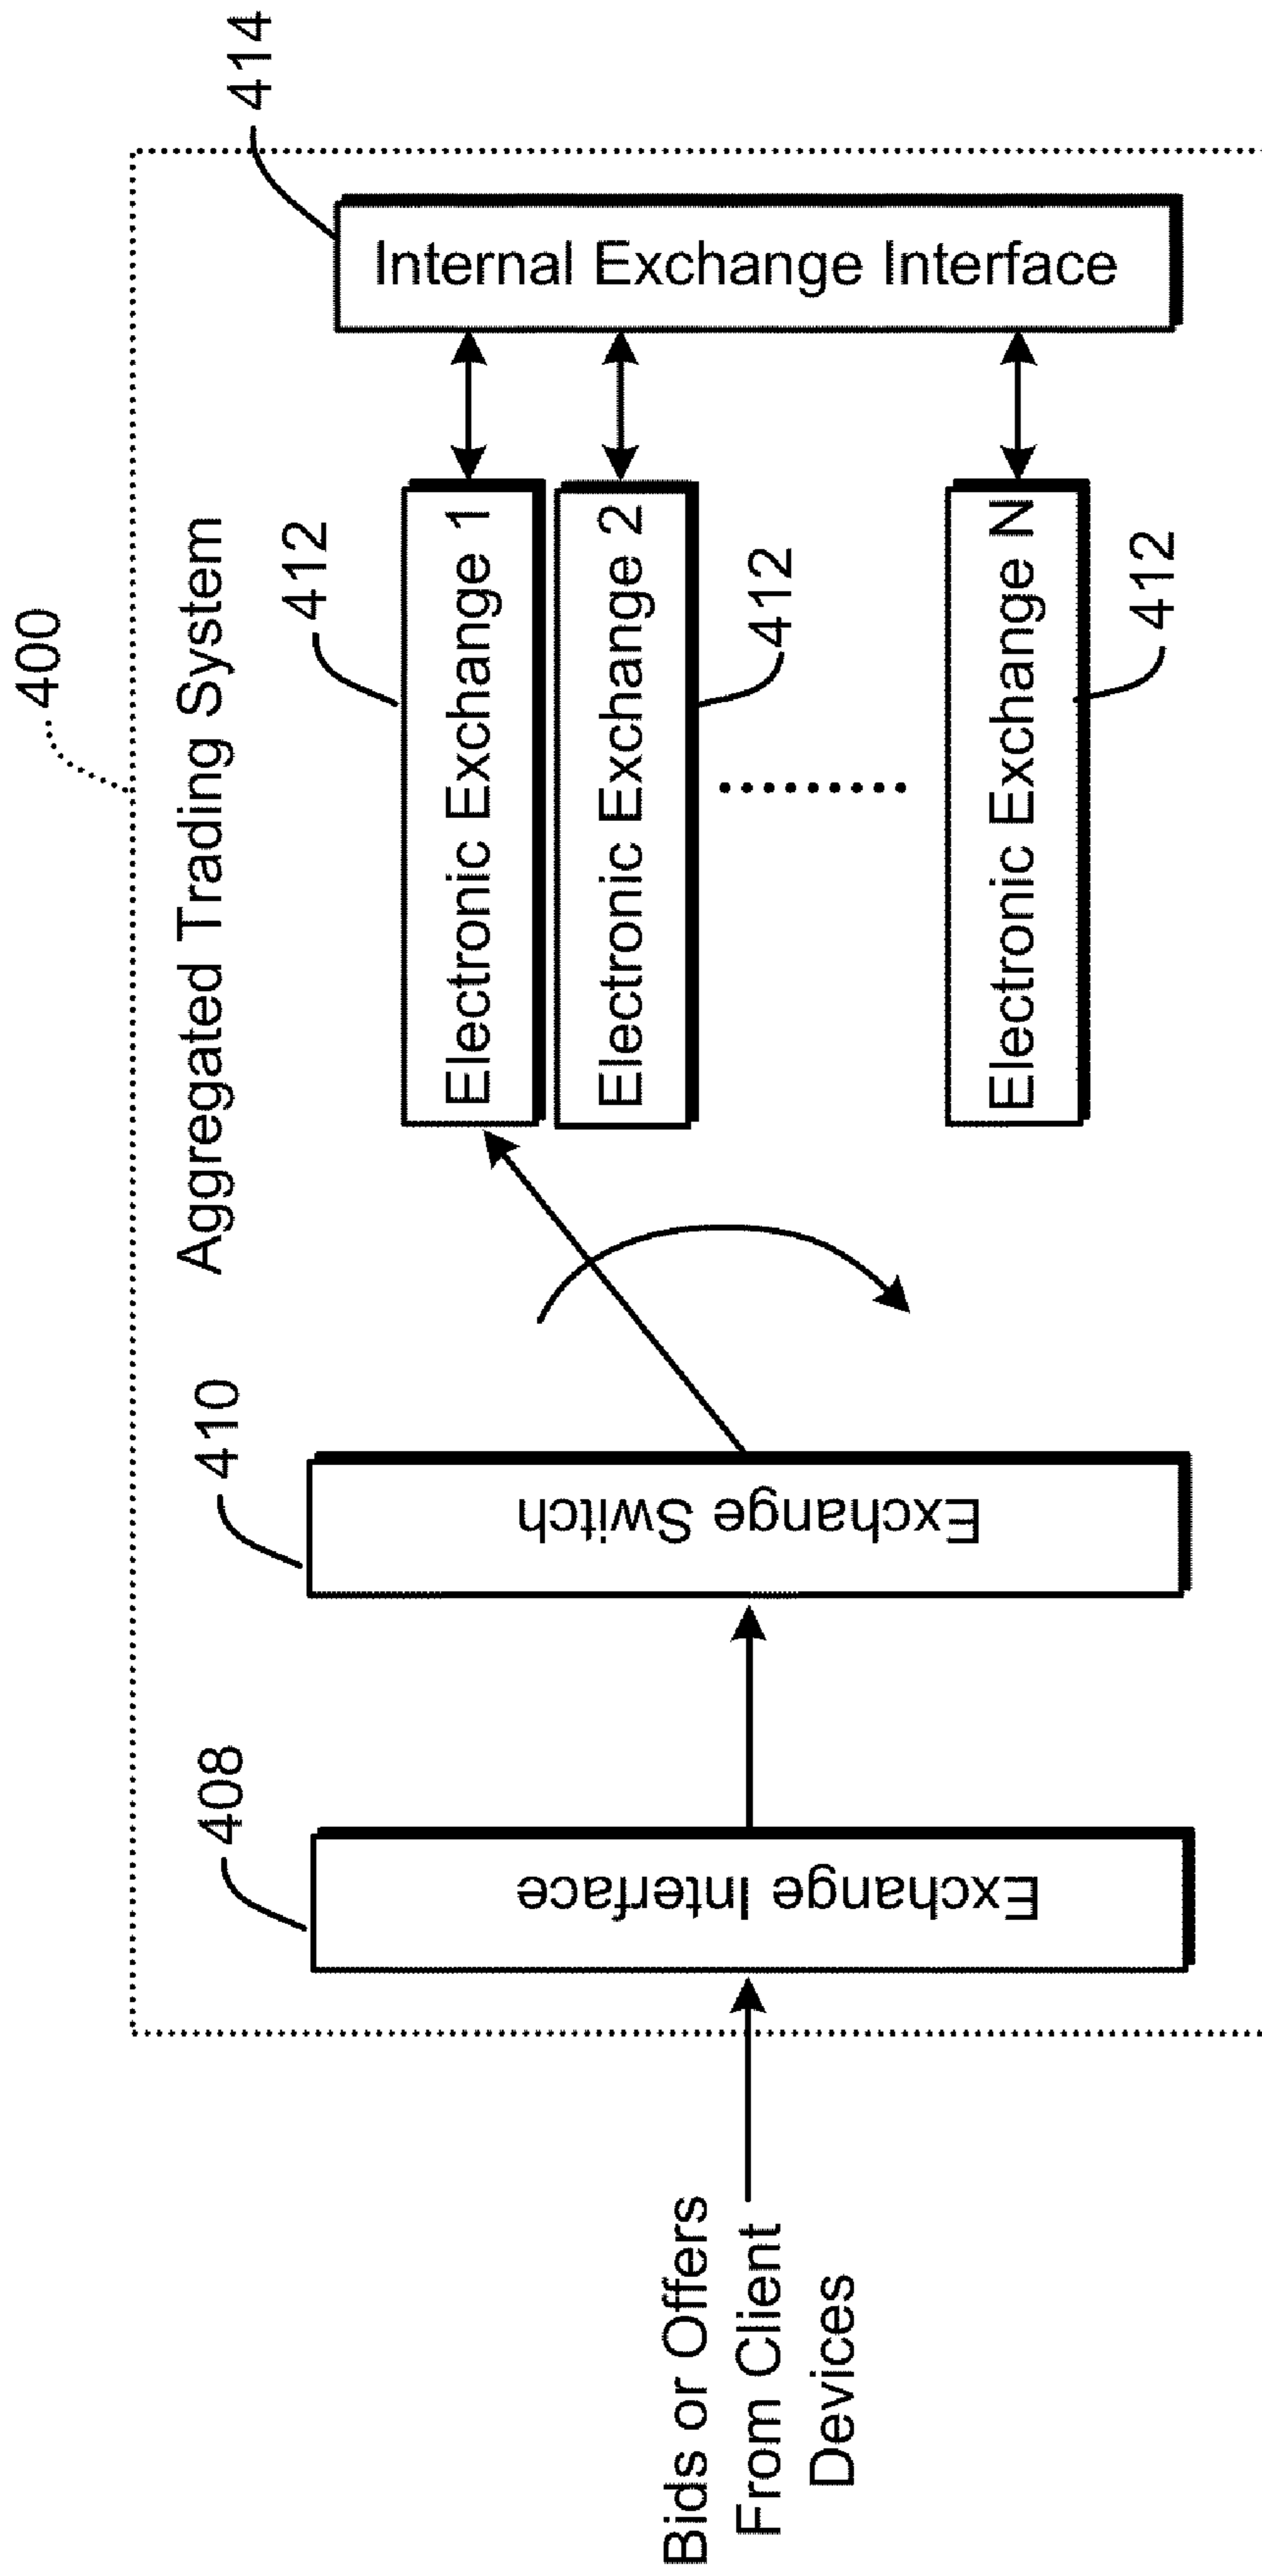 400
Aggregated Trading System
Bids or Offers
From Client
Devices
408
Exchange Interface
410
Exchange Switch
412
Electronic Exchange 1
Electronic Exchange 2
412
Electronic Exchange N
412
414
Internal Exchange Interface